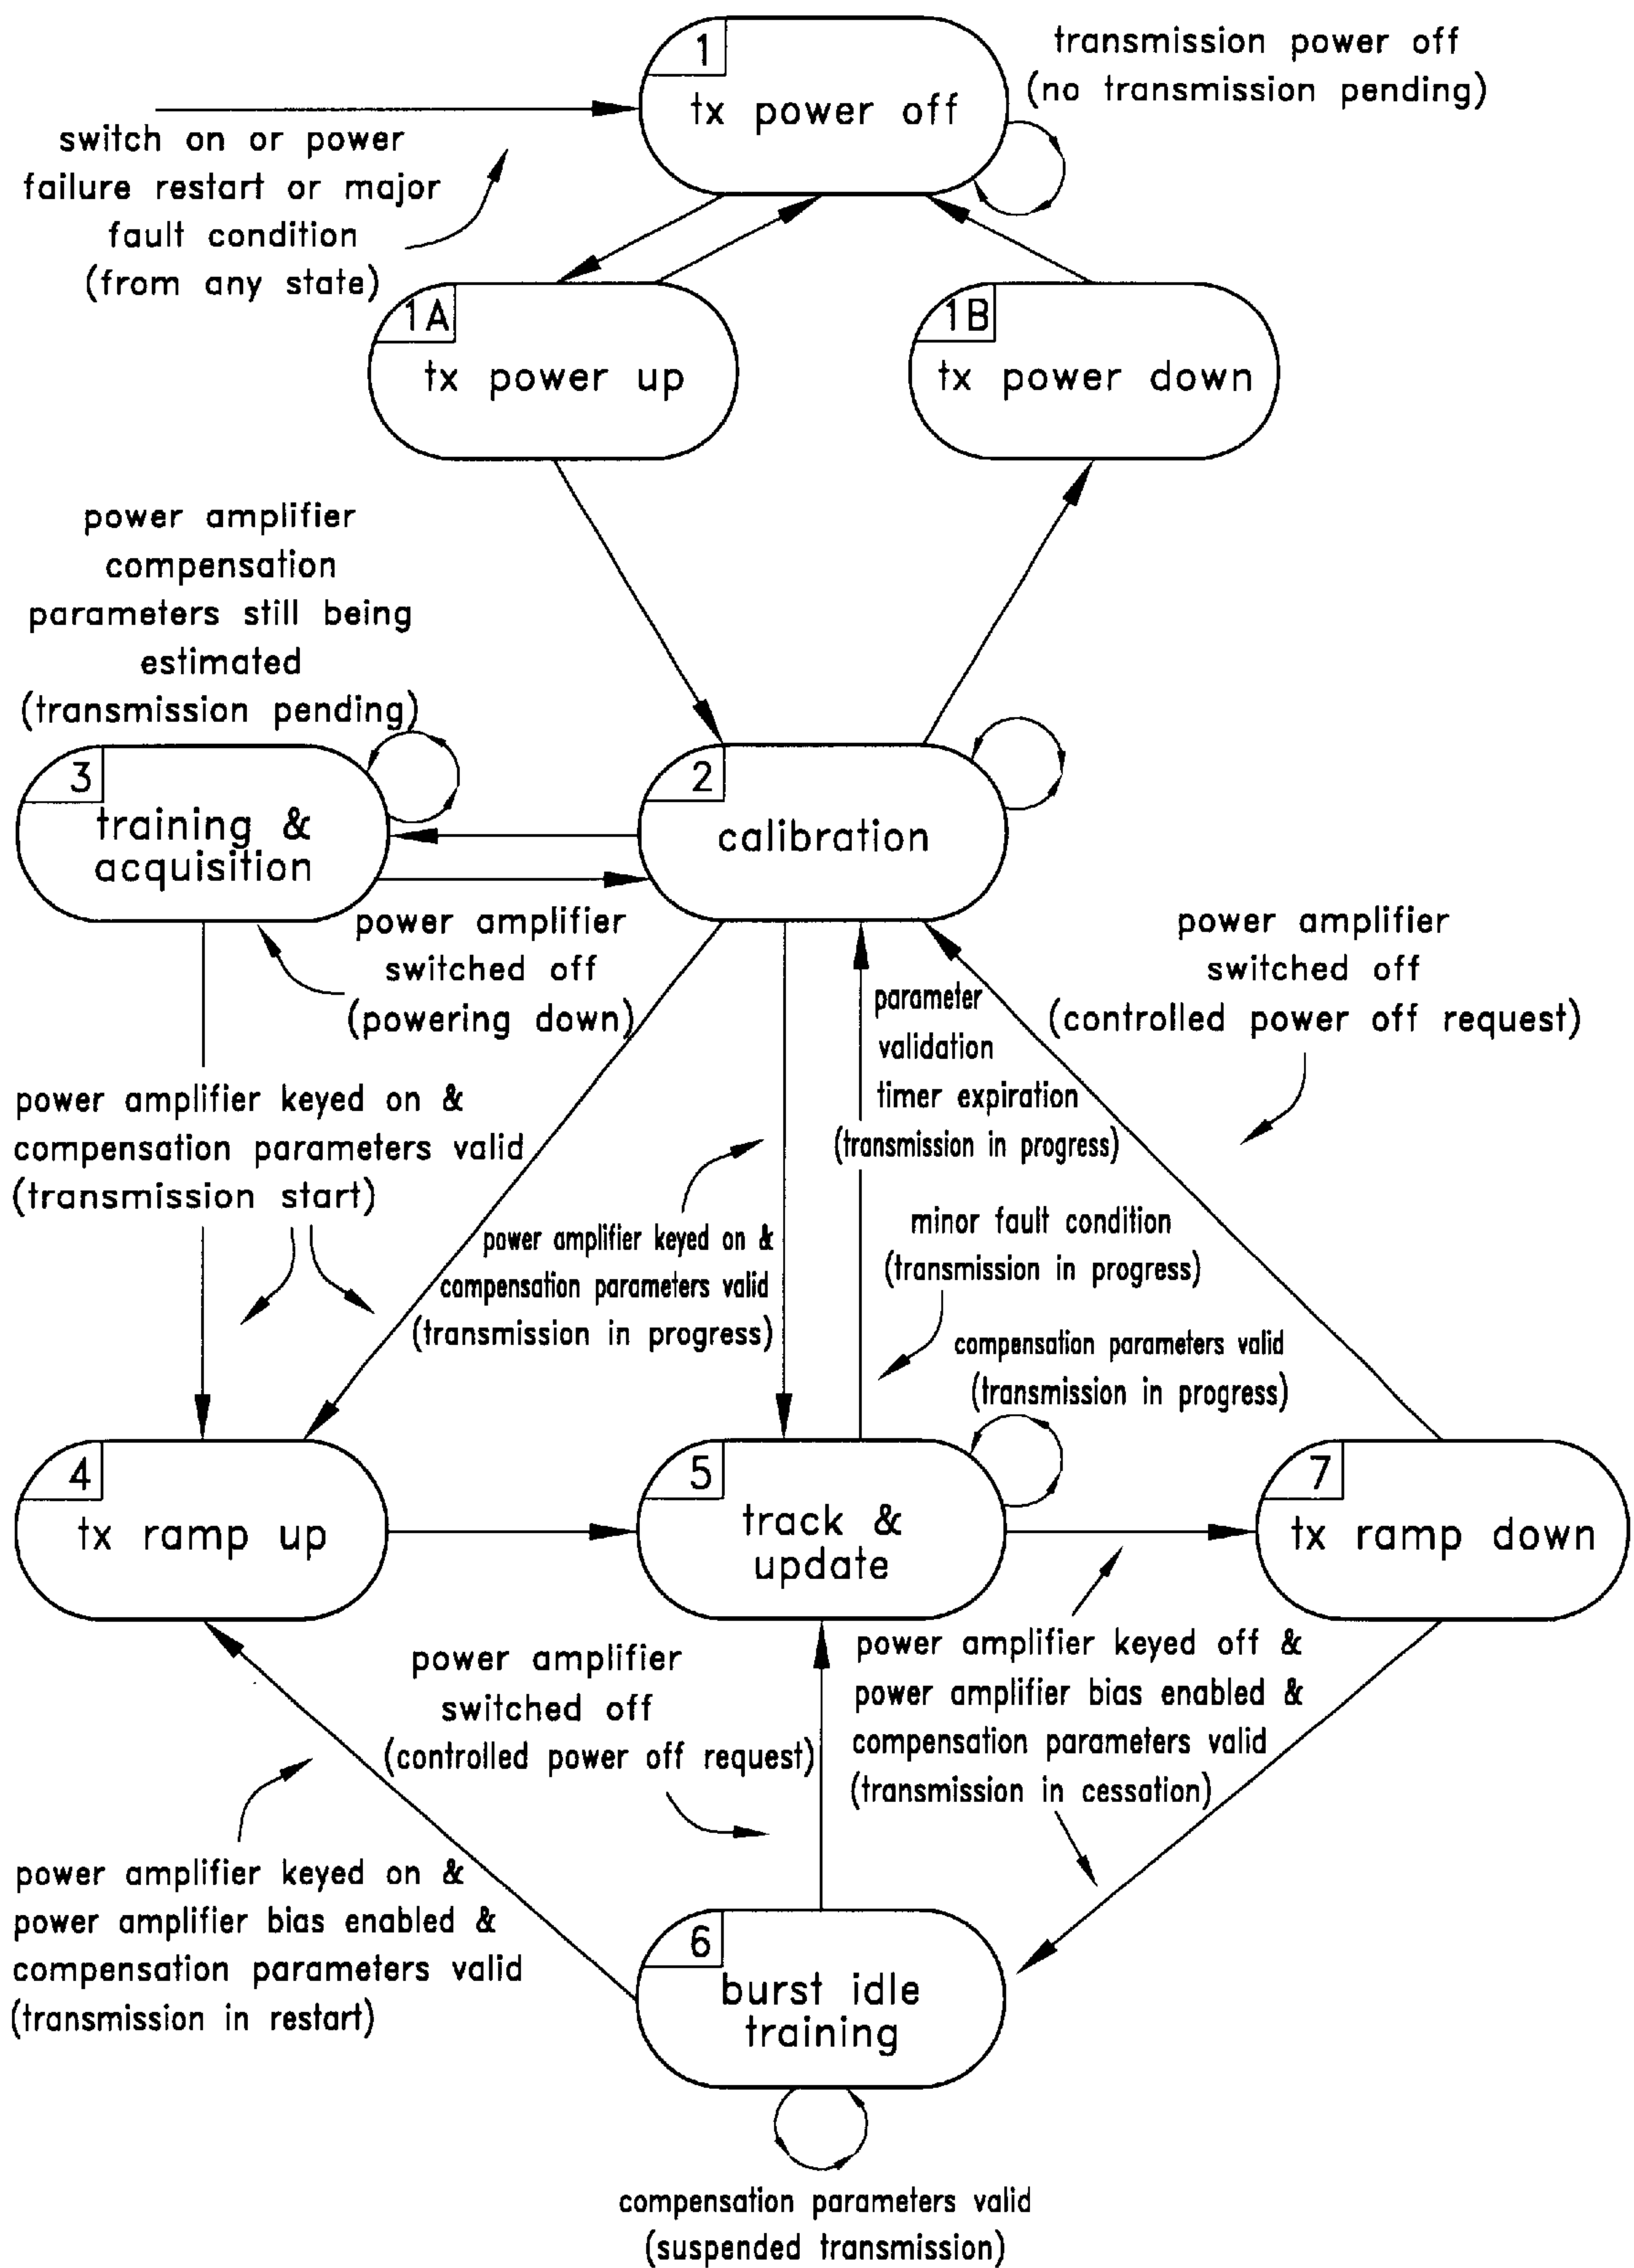 1
tx power off
transmission power off
(no transmission pending)
switch on or power
failure restart or major
fault condition
(from any state)
1A
tx power up
1B
tx power down
power amplifier
compensation
parameters still being
estimated
(transmission pending)
3
training &
acquisition
2
calibration
power amplifier
switched off
(powering down)
power amplifier
switched off
(controlled power off request)
parameter
validation
timer expiration
(transmission in progress)
power amplifier keyed on &
compensation parameters valid
(transmission start)
power amplifier keyed on &
compensation parameters valid
(transmission in progress)
minor fault condition
(transmission in progress)
compensation parameters valid
(transmission in progress)
4
tx ramp up
5
track &
update
7
tx ramp down
power amplifier
switched off
(controlled power off request)
power amplifier keyed off &
power amplifier bias enabled &
compensation parameters valid
(transmission in cessation)
power amplifier keyed on &
power amplifier bias enabled &
compensation parameters valid
(transmission in restart)
6
burst idle
training
compensation parameters valid
(suspended transmission)